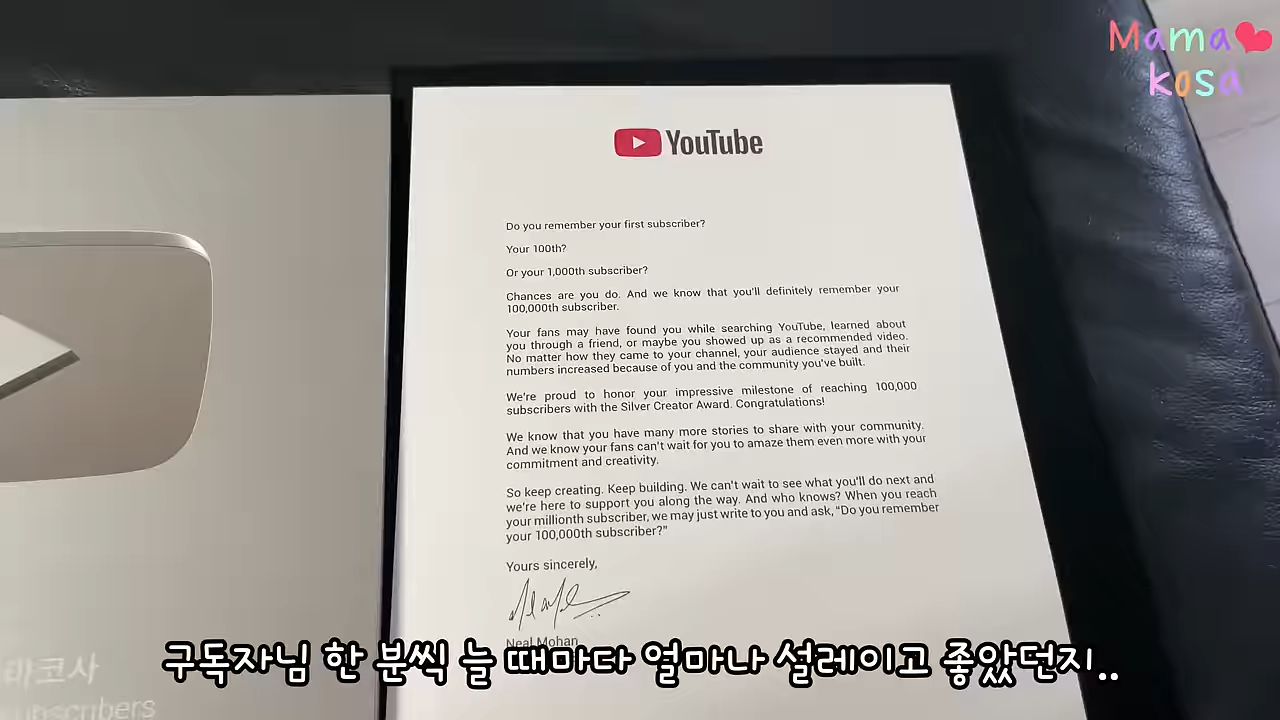 Mama
kosa
YouTube
Do you remember your first subscriber?
Your 100th?
Or your 1,000th subscriber?
Chances are you do. And we know that you'll definitely remember your
100,000th subscriber.
Your fans may have found you while searching YouTube, learned about
you through a friend, or maybe you showed up as a recommended video.
No matter how they came to your channel, your audience stayed and their
numbers increased because of you and the community you've built.
We're proud to honor your impressive milestone of reaching 100,000
subscribers with the Silver Creator Award. Congratulations!
We know that you have many more stories to share with your community.
And we know your fans can't wait for you to amaze them even more with your
commitment and creativity.
So keep creating. Keep building. We can't wait to see what you'll do next and
we're here to support you along the way. And who knows? When you reach
your millionth subscriber, we may just write to you and ask, "Do you remember
your 100,000th subscriber?"
Yours sincerely,
Neal Mohan
마코사
subscribers
구독자님 한 분씩 늘 때마다 얼마나 설레이고 좋았던지..